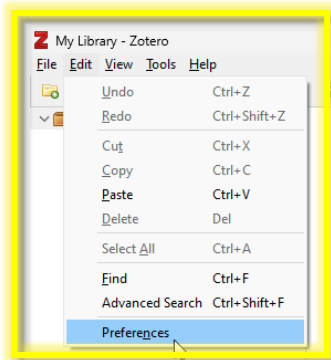 Z My Library - Zotero
File Edit View Tools Help
Undo Ctrl+Z
Redo Ctrl+Shift+Z
Cut Ctrl+X
Copy Ctrl+C
Paste Ctrl+V
Delete Del
Select All Ctrl+A
Find Ctrl+F
Advanced Search Ctrl+Shift+F
Preferences